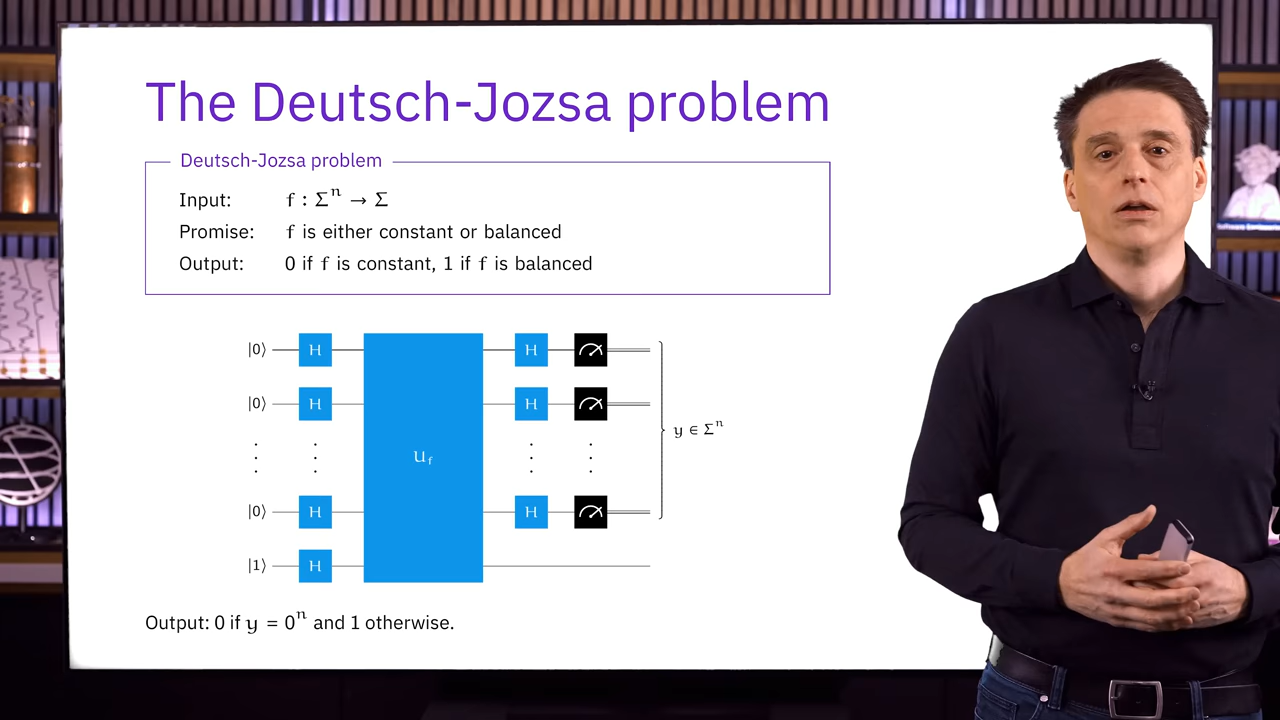 The Deutsch-Jozsa problem
Deutsch-Jozsa problem
Input: f : Σⁿ → Σ
Promise: f is either constant or balanced
Output: 0 if f is constant, 1 if f is balanced
|0⟩ H H
|0⟩ H H
U_f
y ∈ Σⁿ
|0⟩ H H
|1⟩ H
Output: 0 if y = 0ⁿ and 1 otherwise.